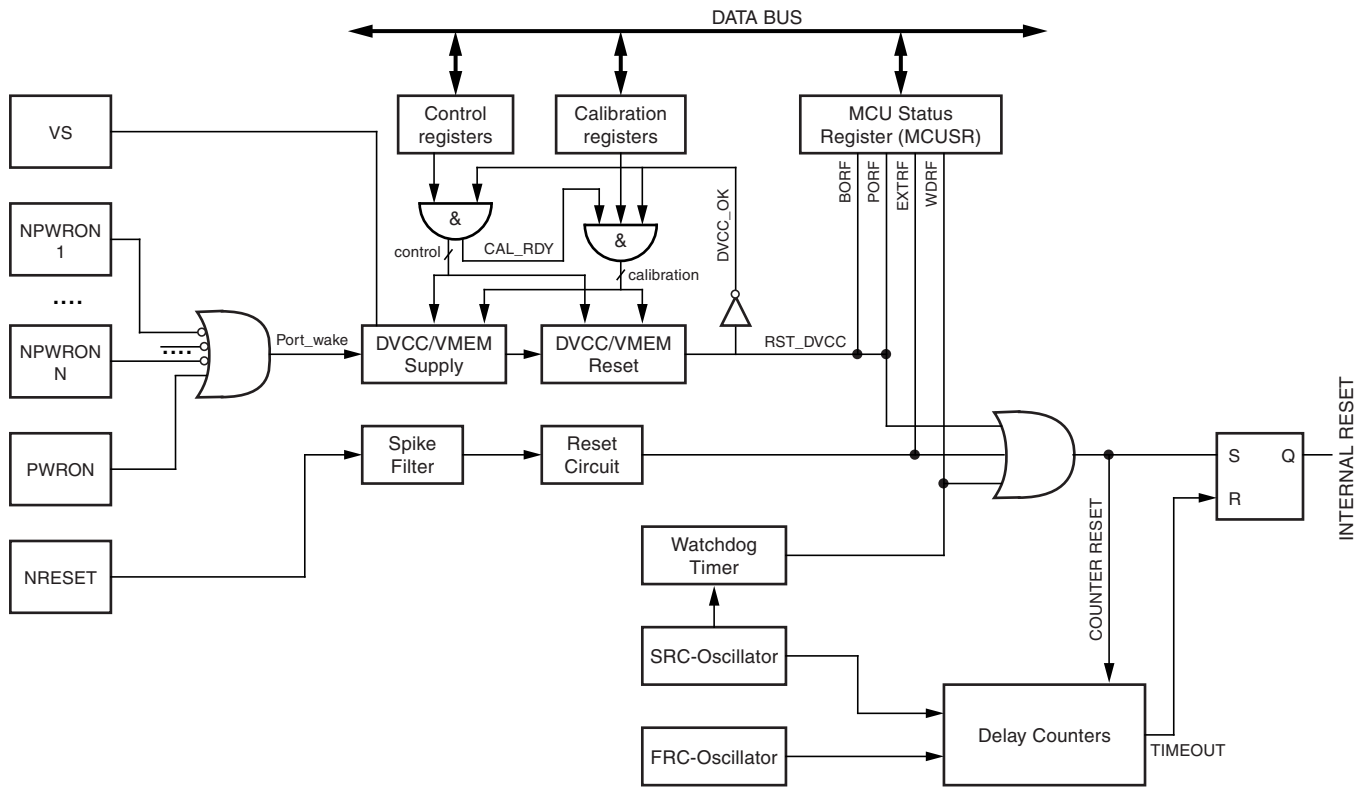 DATA BUS
VS
Control
registers
Calibration
registers
MCU Status
Register (MCUSR)
BORF
PORF
EXTRF
WDRF
NPWRON
1
....
NPWRON
N
PWRON
NRESET
....
&
&
control
CAL_RDY
calibration
DVCC_OK
Port_wake
DVCC/VMEM
Supply
DVCC/VMEM
Reset
RST_DVCC
Spike
Filter
Reset
Circuit
Watchdog
Timer
SRC-Oscillator
FRC-Oscillator
COUNTER RESET
Delay Counters
TIMEOUT
S
Q
R
INTERNAL RESET